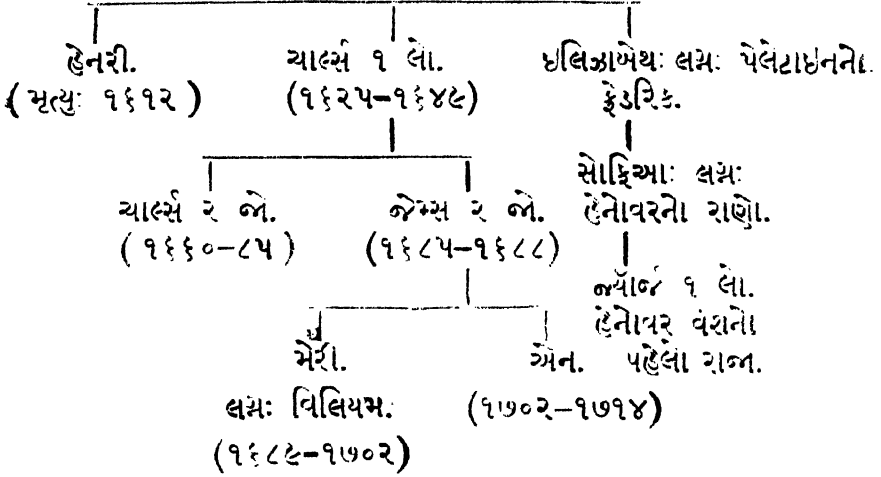 હેનરી. ચાર્લ્સ ૧ લો. ઇલિઝાબેથઃ લગ્નઃ પેલેટાઇનનો
(મૃત્યુઃ ૧૬૧૨) (૧૬૨૫–૧૬૪૯) ફ્રેડરિક.
સોફિઆઃ લગ્નઃ
ચાર્લ્સ ૨ જો. જેમ્સ ૨ જો. હેનોવરનો રાણો.
(૧૬૬૦–૮૫) (૧૬૮૫–૧૬૮૮)
જ્યૉર્જ ૧ લો.
હેનોવર વંશનો
મેરી. ઍન. પહેલો રાજા.
લગ્નઃ વિલિયમ. (૧૭૦૨–૧૭૧૪)
(૧૬૮૯–૧૭૦૨)